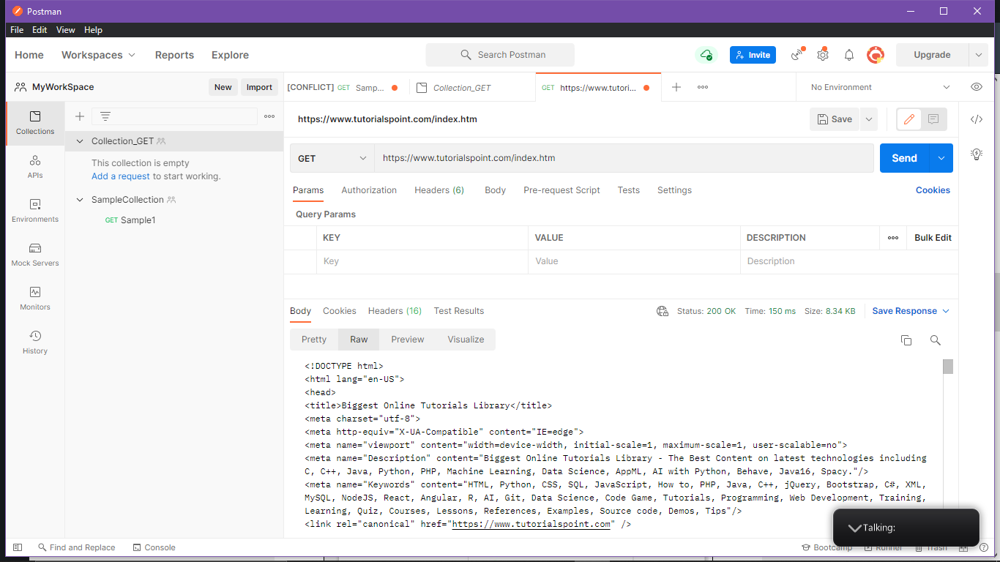 Postman
File Edit View Help
Home Workspaces Reports Explore Search Postman Invite Upgrade
MyWorkSpace New Import [CONFLICT] GET Samp... Collection_GET GET https://www.tutori... No Environment
https://www.tutorialspoint.com/index.htm Save
Collections
Collection_GET
This collection is empty
Add a request to start working.
SampleCollection
GET Sample1
APIs
Environments
Mock Servers
Monitors
History
GET https://www.tutorialspoint.com/index.htm Send
Params Authorization Headers (6) Body Pre-request Script Tests Settings Cookies
Query Params
KEY VALUE DESCRIPTION Bulk Edit
Key Value Description
Body Cookies Headers (16) Test Results Status: 200 OK Time: 150 ms Size: 8.34 KB Save Response
Pretty Raw Preview Visualize
<!DOCTYPE html>
<html lang="en-US">
<head>
<title>Biggest Online Tutorials Library</title>
<meta charset="utf-8">
<meta http-equiv="X-UA-Compatible" content="IE=edge">
<meta name="viewport" content="width=device-width, initial-scale=1, maximum-scale=1, user-scalable=no">
<meta name="Description" content="Biggest Online Tutorials Library - The Best Content on latest technologies including
C, C++, Java, Python, PHP, Machine Learning, Data Science, AppML, AI with Python, Behave, Java16, Spacy."/>
<meta name="Keywords" content="HTML, Python, CSS, SQL, JavaScript, How to, PHP, Java, C++, jQuery, Bootstrap, C#, XML,
MySQL, NodeJS, React, Angular, R, AI, Git, Data Science, Code Game, Tutorials, Programming, Web Development, Training,
Learning, Quiz, Courses, Lessons, References, Examples, Source code, Demos, Tips"/>
<link rel="canonical" href="https://www.tutorialspoint.com" />
Talking:
Find and Replace Console Bootcamp Runner Trash